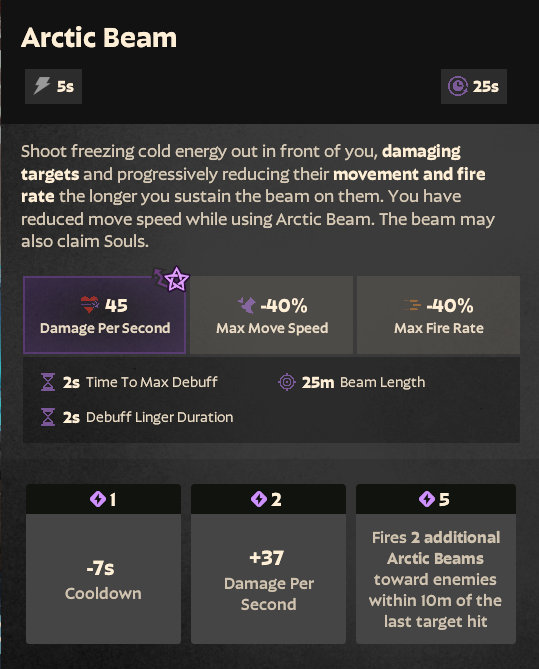 Arctic Beam
5s
25s
Shoot freezing cold energy out in front of you, damaging
targets and progressively reducing their movement and fire
rate the longer you sustain the beam on them. You have
reduced move speed while using Arctic Beam. The beam may
also claim Souls.
45
Damage Per Second
-40%
Max Move Speed
-40%
Max Fire Rate
2s Time To Max Debuff
25m Beam Length
2s Debuff Linger Duration
1
-7s
Cooldown
2
+37
Damage Per
Second
5
Fires 2 additional
Arctic Beams
toward enemies
within 10m of the
last target hit